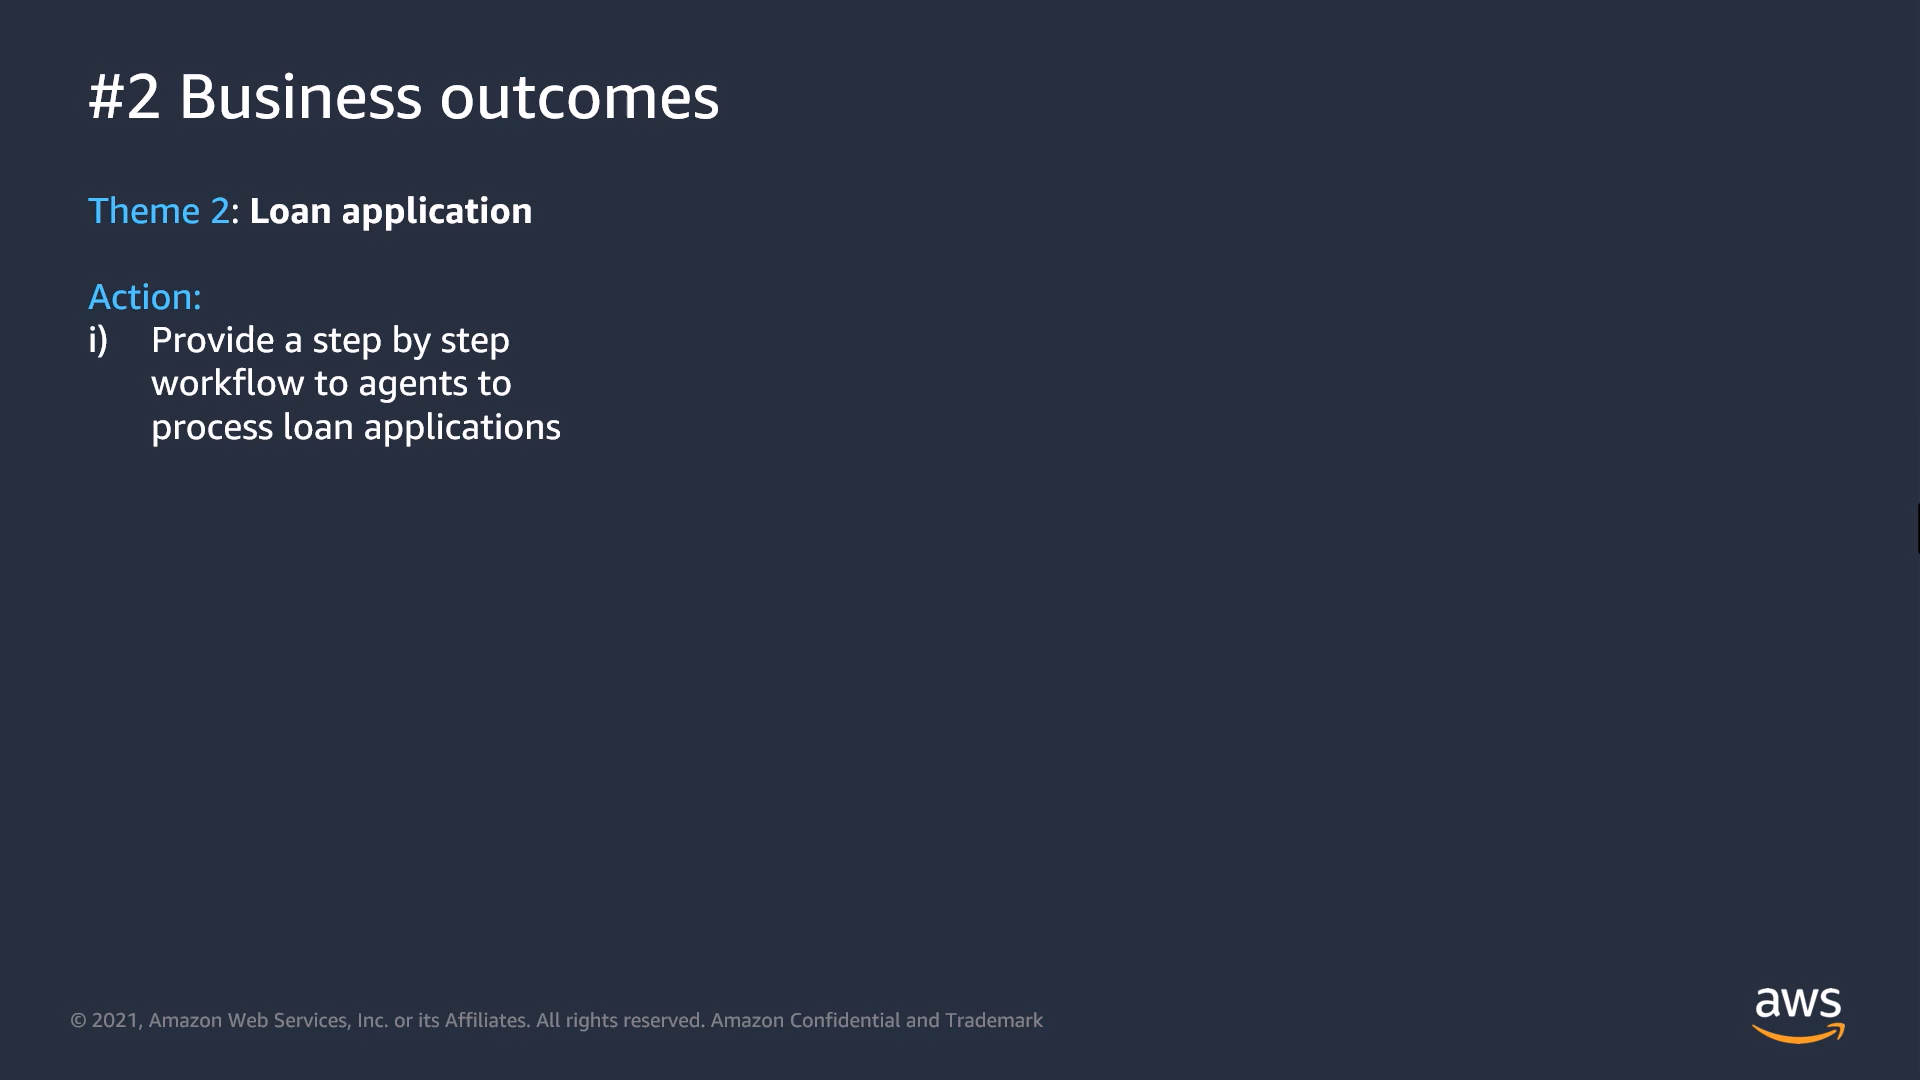 #2 Business outcomes
Theme 2: Loan application
Action:
i) Provide a step by step
workflow to agents to
process loan applications
© 2021, Amazon Web Services, Inc. or its Affiliates. All rights reserved. Amazon Confidential and Trademark
aws